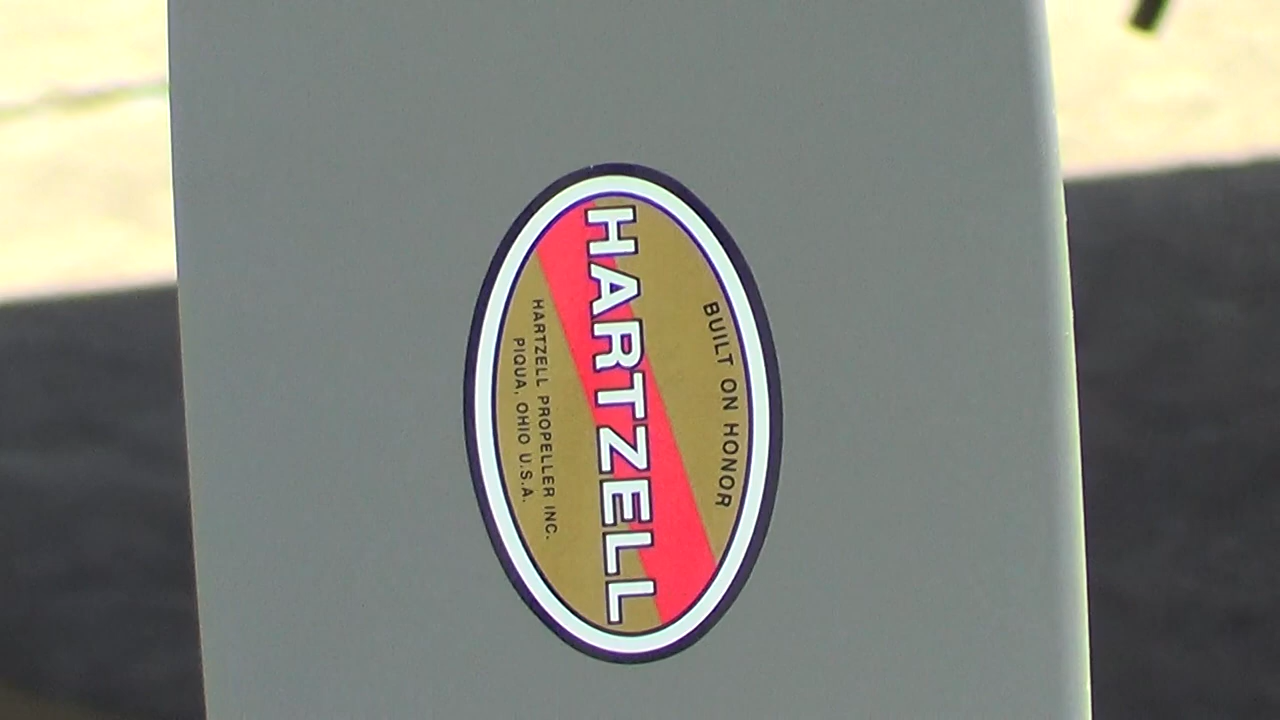 BUILT ON HONOR
HARTZELL
HARTZELL PROPELLER INC.
PIQUA, OHIO U.S.A.